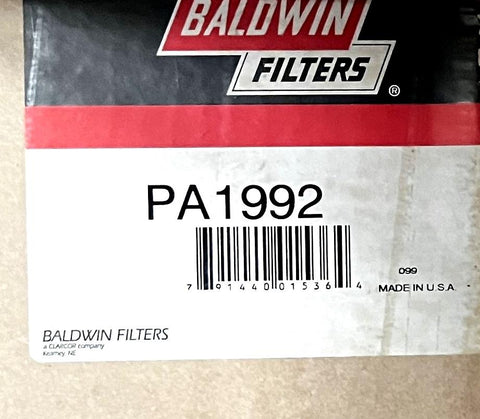 BALDWIN
FILTERS
®
PA1992
7 91440 01536 4
099
MADE IN U.S.A.
BALDWIN FILTERS
a CLARCOR company
Kearney, NE